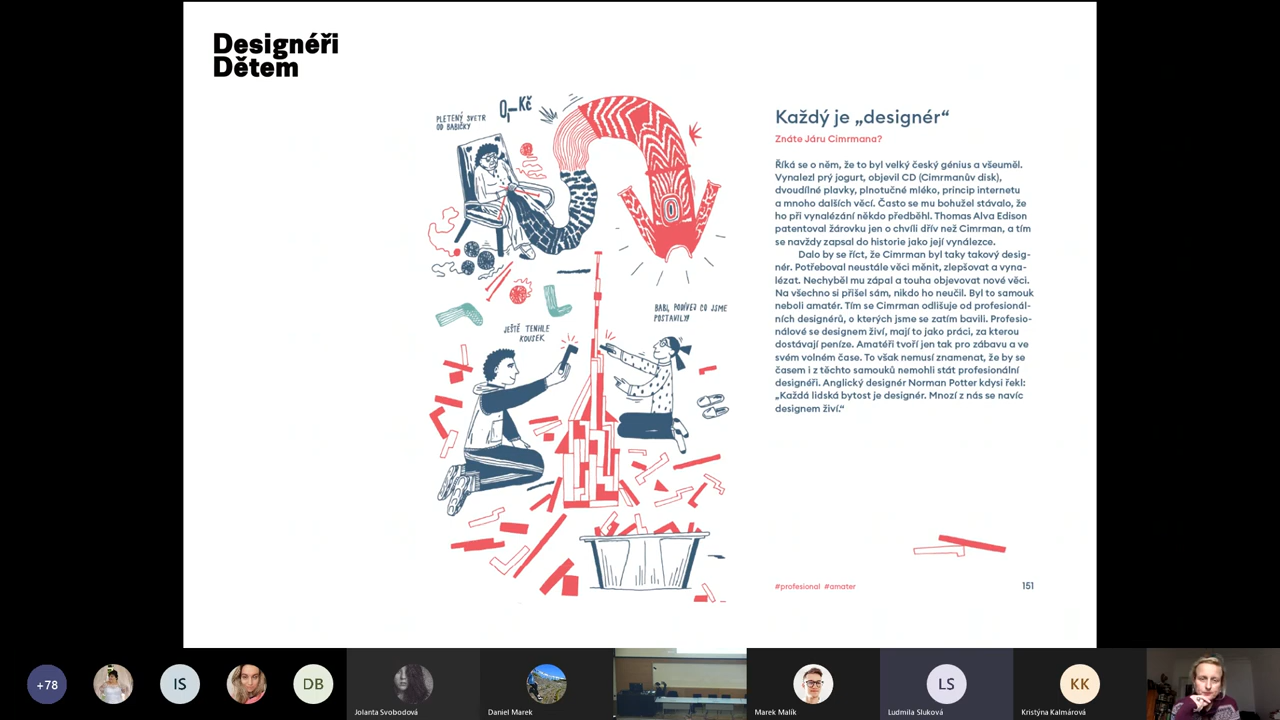 Designéři
Dětem
PLETENÝ SVETR
OD BABIČKY
0,–Kč
JEŠTĚ TENHLE
KOUSEK
BABI, PODÍVEJ CO JSME
POSTAVILI!
Každý je „designér“
Znáte Járu Cimrmana?
Říká se o něm, že to byl velký český génius a všeuměl.
Vynalezl prý jogurt, objevil CD (Cimrmanův disk),
dvoudílné plavky, plnotučné mléko, princip internetu
a mnoho dalších věcí. Často se mu bohužel stávalo, že
ho při vynalézání někdo předběhl. Thomas Alva Edison
patentoval žárovku jen o chvíli dřív než Cimrman, a tím
se navždy zapsal do historie jako její vynálezce.
Dalo by se říct, že Cimrman byl taky takový desig-
nér. Potřeboval neustále věci měnit, zlepšovat a vyna-
lézat. Nechyběl mu zápal a touha objevovat nové věci.
Na všechno si přišel sám, nikdo ho neučil. Byl to samouk
neboli amatér. Tím se Cimrman odlišuje od profesionál-
ních designérů, o kterých jsme se zatím bavili. Profesio-
nálové se designem živí, mají to jako práci, za kterou
dostávají peníze. Amatéři tvoří jen tak pro zábavu a ve
svém volném čase. To však nemusí znamenat, že by se
časem i z těchto samouků nemohli stát profesionální
designéři. Anglický designér Norman Potter kdysi řekl:
„Každá lidská bytost je designér. Mnozí z nás se navíc
designem živí.“
#profesional #amater
151
+78
IS
DB
Jolanta Svobodová
Daniel Marek
Marek Malík
LS
Ludmila Sluková
KK
Kristýna Kalmárová